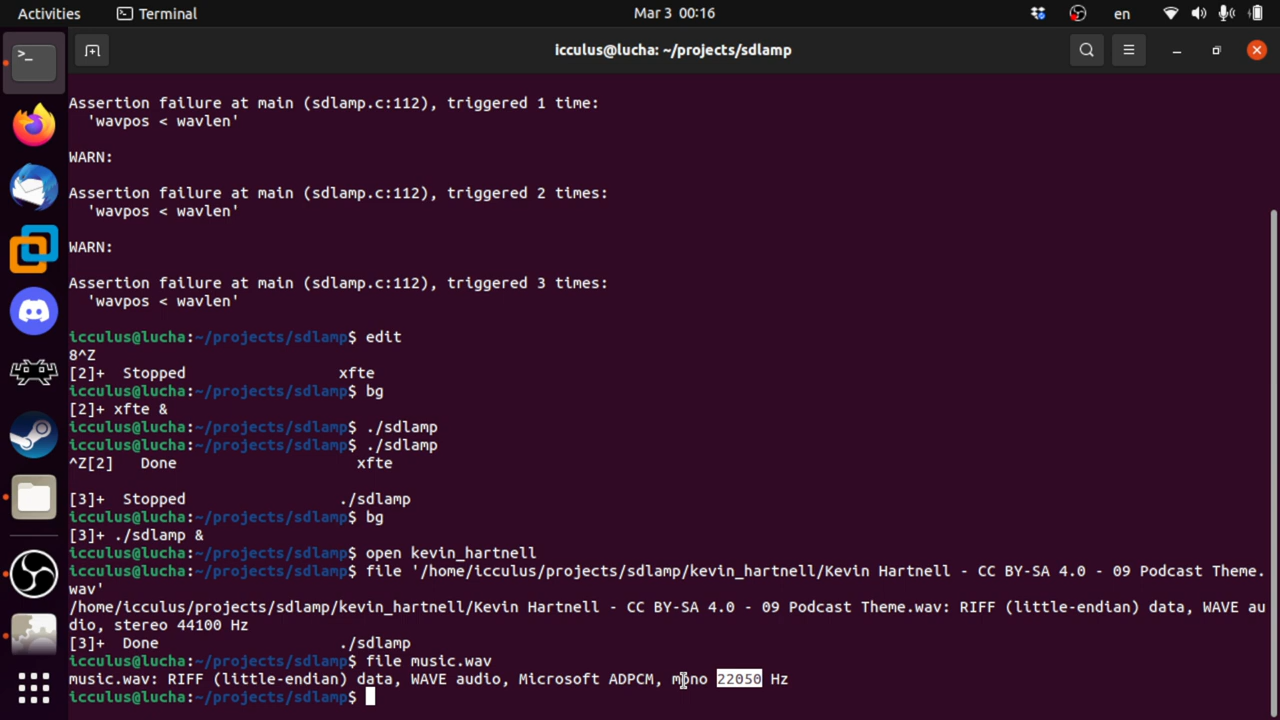 Activities
Terminal
Mar 3 00:16
en
icculus@lucha: ~/projects/sdlamp
Assertion failure at main (sdlamp.c:112), triggered 1 time:
'wavpos < wavlen'
WARN:
Assertion failure at main (sdlamp.c:112), triggered 2 times:
'wavpos < wavlen'
WARN:
Assertion failure at main (sdlamp.c:112), triggered 3 times:
'wavpos < wavlen'
icculus@lucha:~/projects/sdlamp$ edit
8^Z
[2]+  Stopped                 xfte
icculus@lucha:~/projects/sdlamp$ bg
[2]+ xfte &
icculus@lucha:~/projects/sdlamp$ ./sdlamp
icculus@lucha:~/projects/sdlamp$ ./sdlamp
^Z[2]   Done                    xfte
[3]+  Stopped                 ./sdlamp
icculus@lucha:~/projects/sdlamp$ bg
[3]+ ./sdlamp &
icculus@lucha:~/projects/sdlamp$ open kevin_hartnell
icculus@lucha:~/projects/sdlamp$ file '/home/icculus/projects/sdlamp/kevin_hartnell/Kevin Hartnell - CC BY-SA 4.0 - 09 Podcast Theme.
wav'
/home/icculus/projects/sdlamp/kevin_hartnell/Kevin Hartnell - CC BY-SA 4.0 - 09 Podcast Theme.wav: RIFF (little-endian) data, WAVE au
dio, stereo 44100 Hz
[3]+  Done                    ./sdlamp
icculus@lucha:~/projects/sdlamp$ file music.wav
music.wav: RIFF (little-endian) data, WAVE audio, Microsoft ADPCM, mono 22050 Hz
icculus@lucha:~/projects/sdlamp$